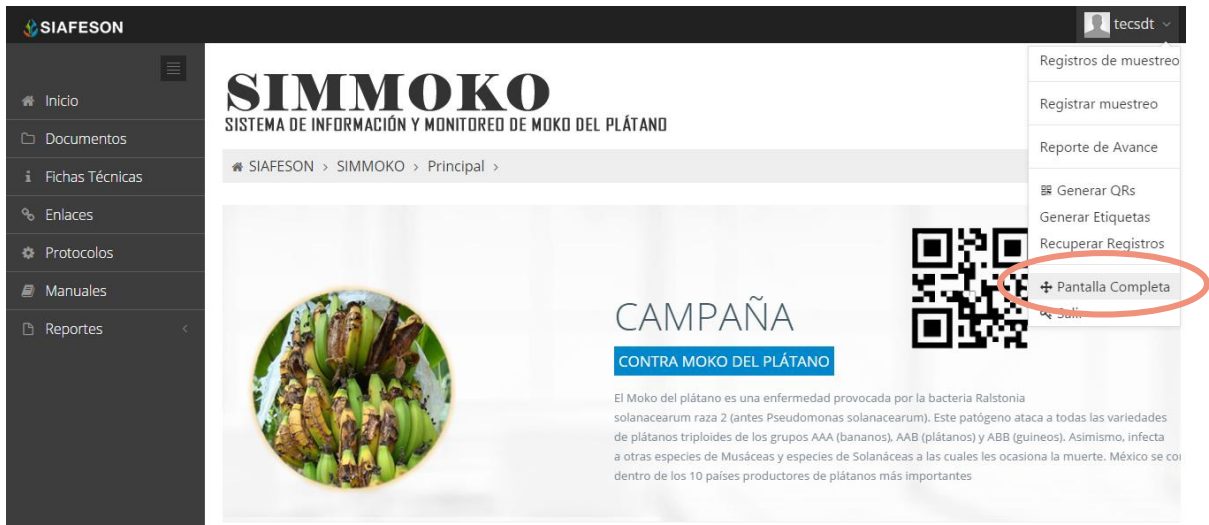 SIAFESON
tecsdt
Inicio
Documentos
Fichas Técnicas
Enlaces
Protocolos
Manuales
Reportes
SIMMOKO
SISTEMA DE INFORMACIÓN Y MONITOREO DE MOKO DEL PLÁTANO
SIAFESON > SIMMOKO > Principal >
Registros de muestreo
Registrar muestreo
Reporte de Avance
Generar QRs
Generar Etiquetas
Recuperar Registros
Pantalla Completa
Salir
CAMPAÑA
CONTRA MOKO DEL PLÁTANO
El Moko del plátano es una enfermedad provocada por la bacteria Ralstonia
solanacearum raza 2 (antes Pseudomonas solanacearum). Este patógeno ataca a todas las variedades
de plátanos triploides de los grupos AAA (bananos), AAB (plátanos) y ABB (guineos). Asimismo, infecta
a otras especies de Musáceas y especies de Solanáceas a las cuales les ocasiona la muerte. México se
dentro de los 10 países productores de plátanos más importantes